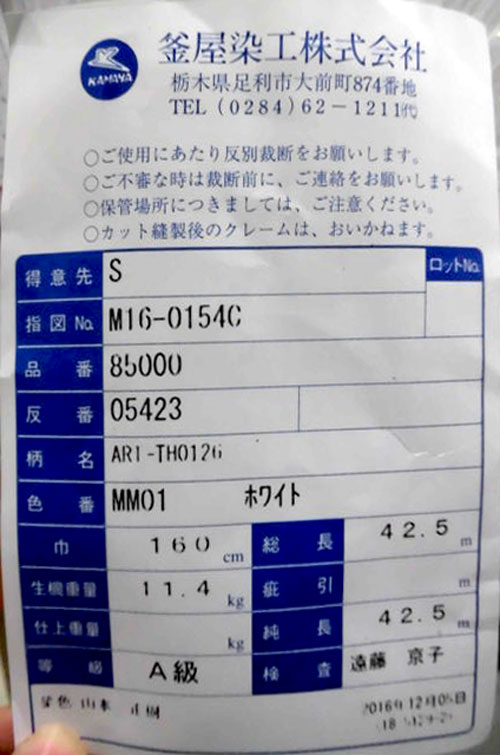 KAMAYA
釜屋染工株式会社
栃木県足利市大前町874番地
TEL (0284)62-1211代
○ご使用にあたり反別裁断をお願いします。
○ご不審な時は裁断前に、ご連絡をお願いします。
○保管場所につきましては、ご注意ください。
○カット縫製後のクレームは、おいかねます。
得意先 S ロットNo.
指図No. M16-0154C
品番 85000
反番 05423
柄名 ARI-TH0126
色番 MM01 ホワイト
巾 160 cm 総長 42.5 m
生機重量 11.4 kg 疵引 m
仕上重量 kg 純長 42.5 m
等級 A級 検査 遠藤 京子
染色 山本 正樹 2016年12月05日